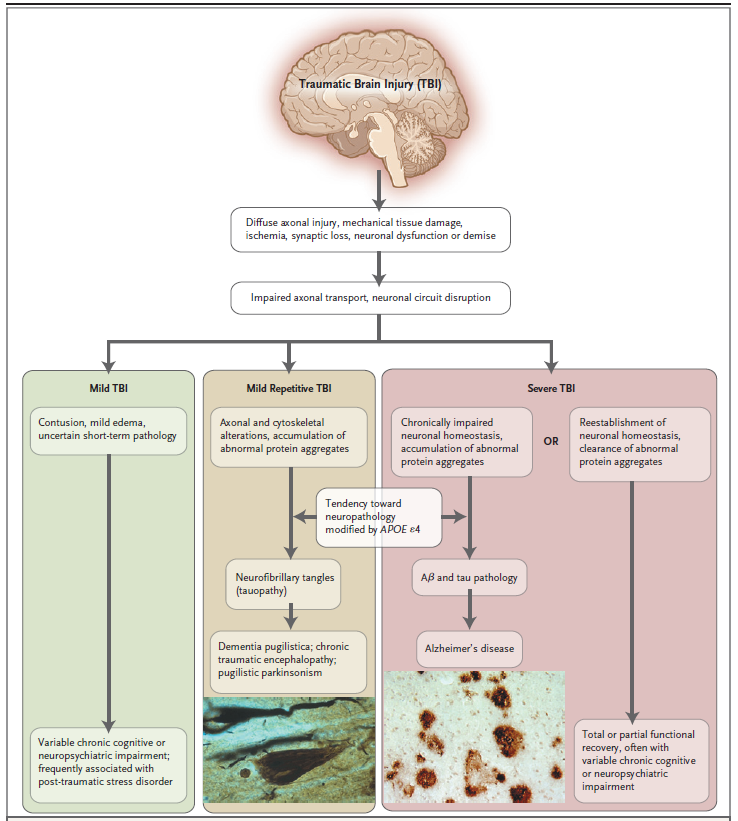 Traumatic Brain Injury (TBI)
Diffuse axonal injury, mechanical tissue damage,
ischemia, synaptic loss, neuronal dysfunction or demise
Impaired axonal transport, neuronal circuit disruption
Mild TBI
Contusion, mild edema,
uncertain short-term pathology
Variable chronic cognitive or
neuropsychiatric impairment;
frequently associated with
post-traumatic stress disorder
Mild Repetitive TBI
Axonal and cytoskeletal
alterations, accumulation of
abnormal protein aggregates
Tendency toward
neuropathology
modified by APOE ε4
Neurofibrillary tangles
(tauopathy)
Dementia pugilistica; chronic
traumatic encephalopathy;
pugilistic parkinsonism
Severe TBI
Chronically impaired
neuronal homeostasis,
accumulation of abnormal
protein aggregates
OR
Reestablishment of
neuronal homeostasis,
clearance of abnormal
protein aggregates
Aβ and tau pathology
Alzheimer's disease
Total or partial functional
recovery, often with
variable chronic cognitive
or neuropsychiatric
impairment